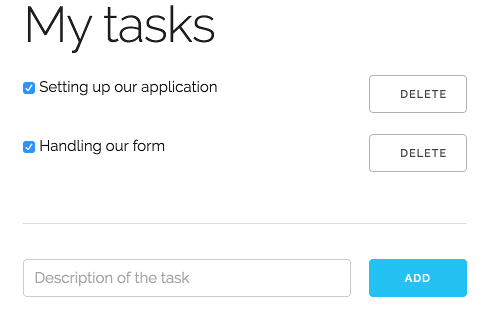 My tasks
Setting up our application
DELETE
Handling our form
DELETE
Description of the task
ADD